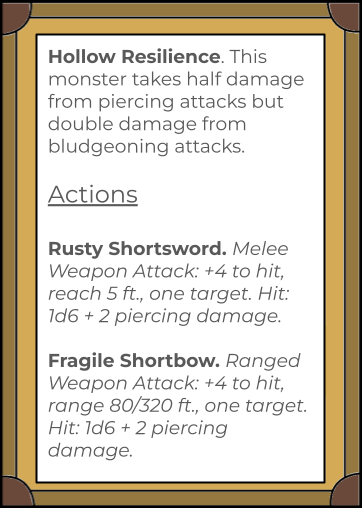 Hollow Resilience. This
monster takes half damage
from piercing attacks but
double damage from
bludgeoning attacks.
Actions
Rusty Shortsword. Melee
Weapon Attack: +4 to hit,
reach 5 ft., one target. Hit:
1d6 + 2 piercing damage.
Fragile Shortbow. Ranged
Weapon Attack: +4 to hit,
range 80/320 ft., one target.
Hit: 1d6 + 2 piercing
damage.